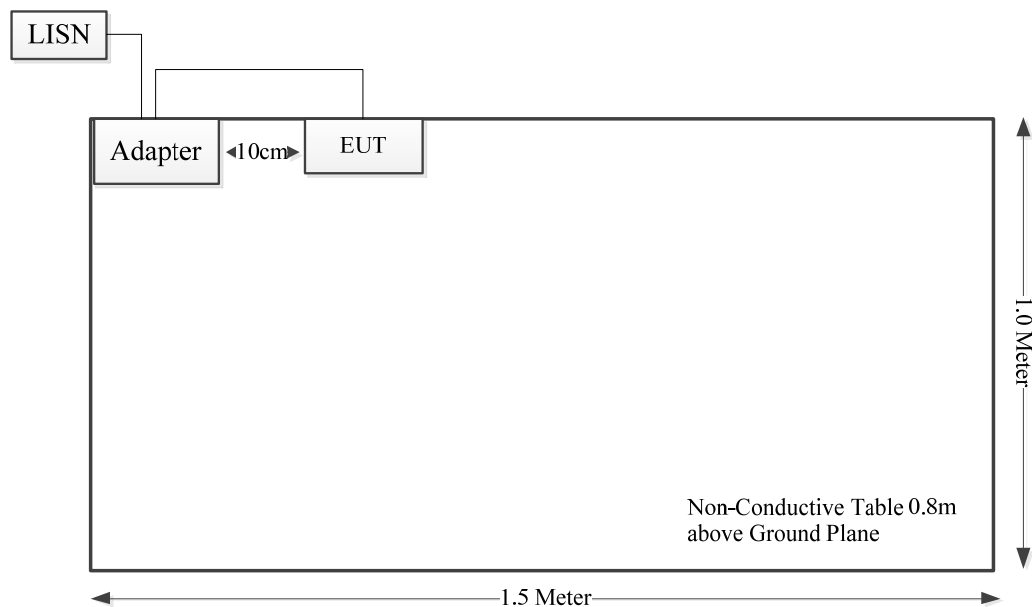 LISN
Adapter
10cm
EUT
1.0 Meter
Non-Conductive Table 0.8m
above Ground Plane
1.5 Meter